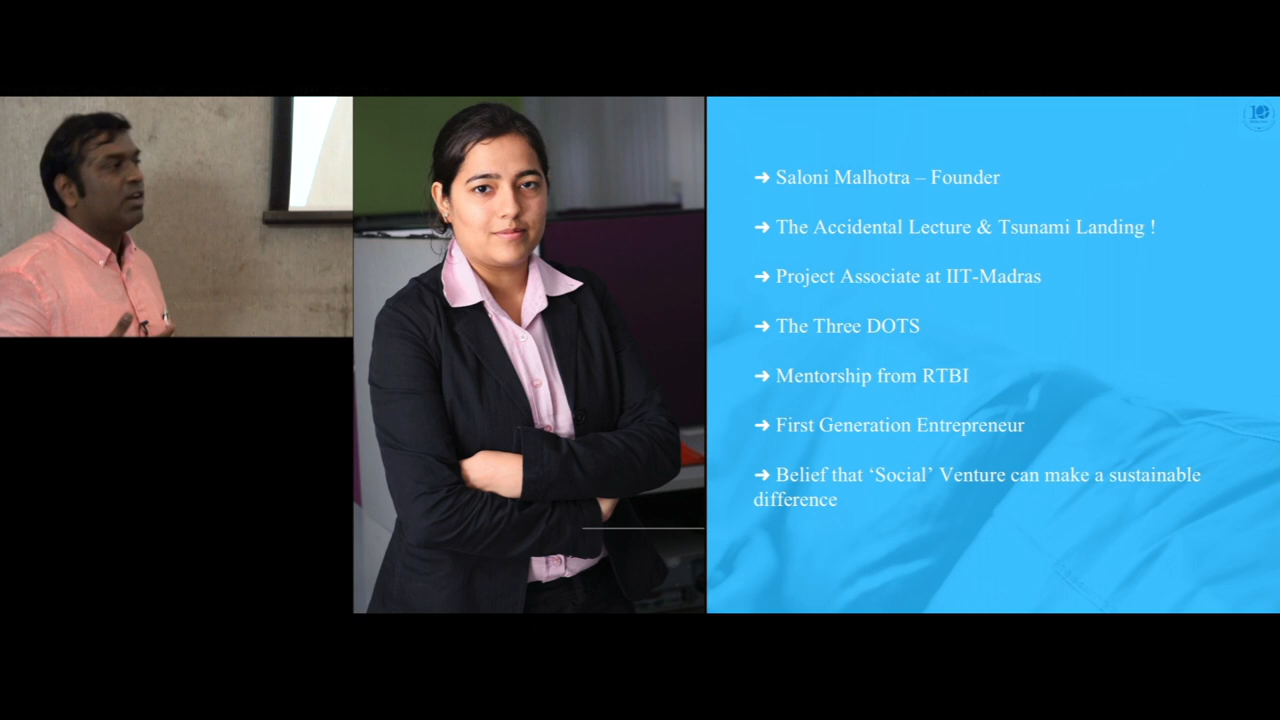 ➜ Saloni Malhotra – Founder
➜ The Accidental Lecture & Tsunami Landing !
➜ Project Associate at IIT-Madras
➜ The Three DOTS
➜ Mentorship from RTBI
➜ First Generation Entrepreneur
➜ Belief that ‘Social’ Venture can make a sustainable
difference
10